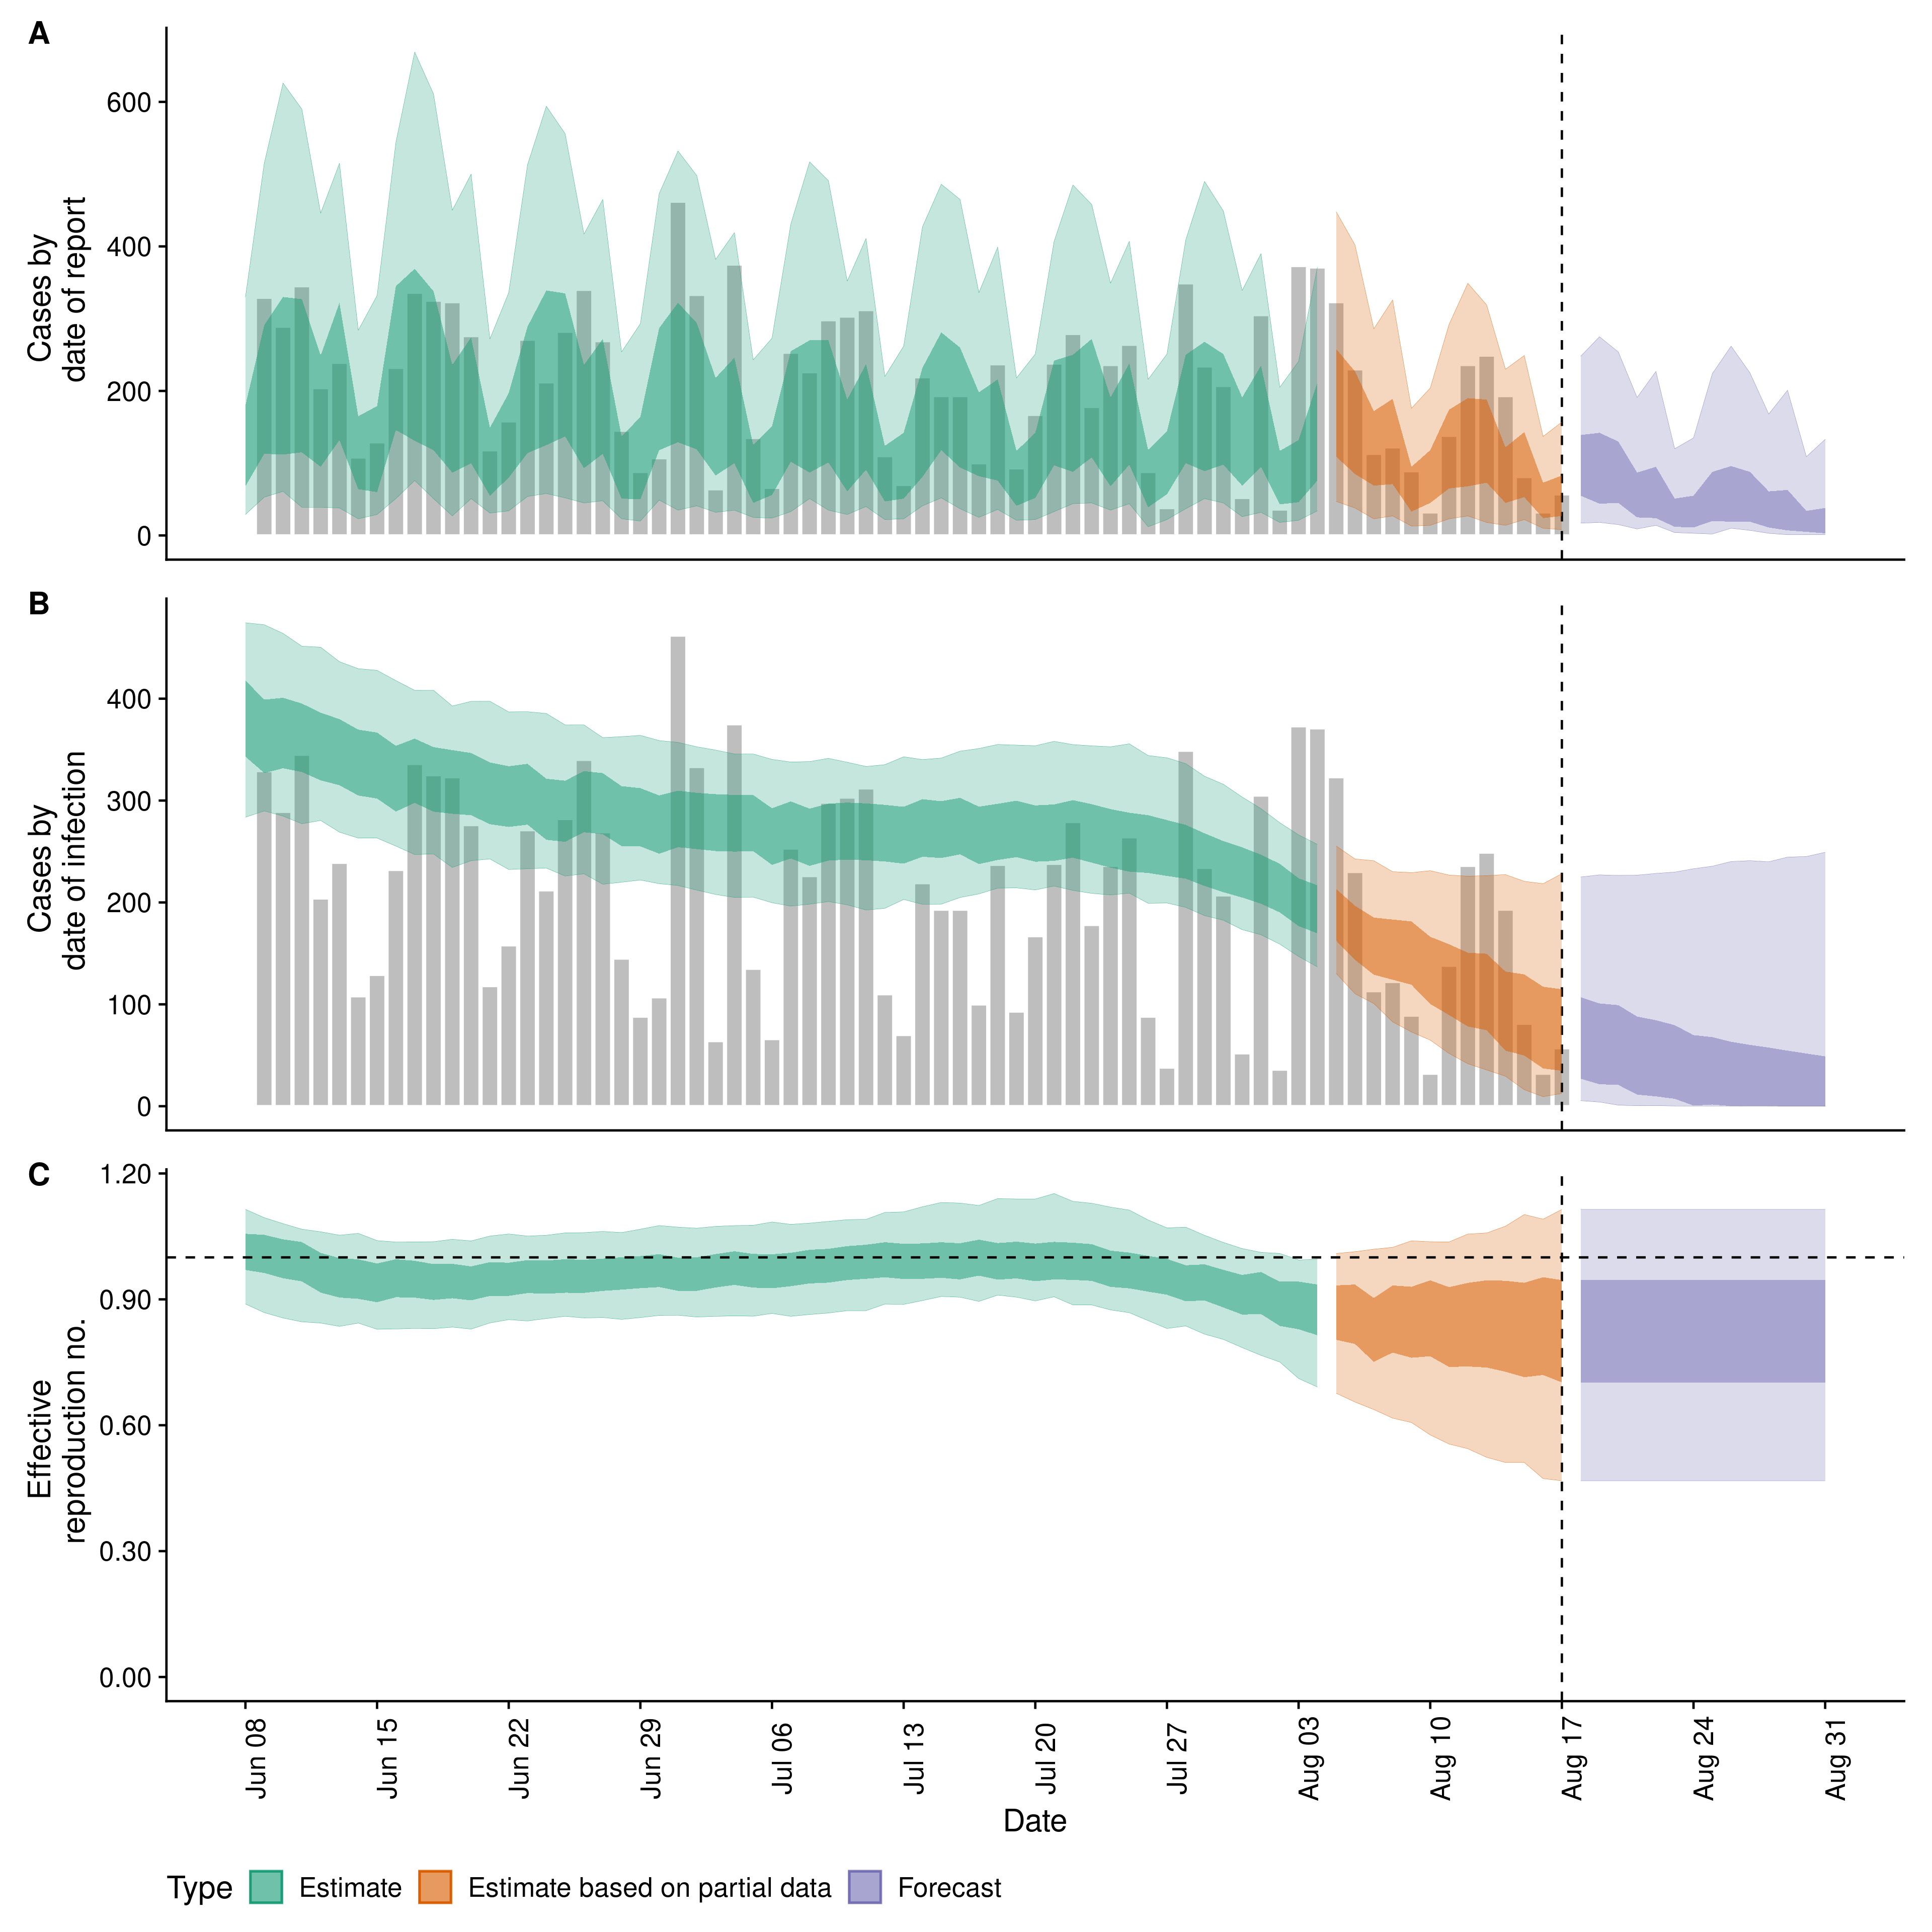 A
Cases by
date of report
600
400
200
0
B
Cases by
date of infection
400
300
200
100
0
C
Effective
reproduction no.
1.20
0.90
0.60
0.30
0.00
Jun 08
Jun 15
Jun 22
Jun 29
Jul 06
Jul 13
Jul 20
Jul 27
Aug 03
Aug 10
Aug 17
Aug 24
Aug 31
Date
Type Estimate Estimate based on partial data Forecast